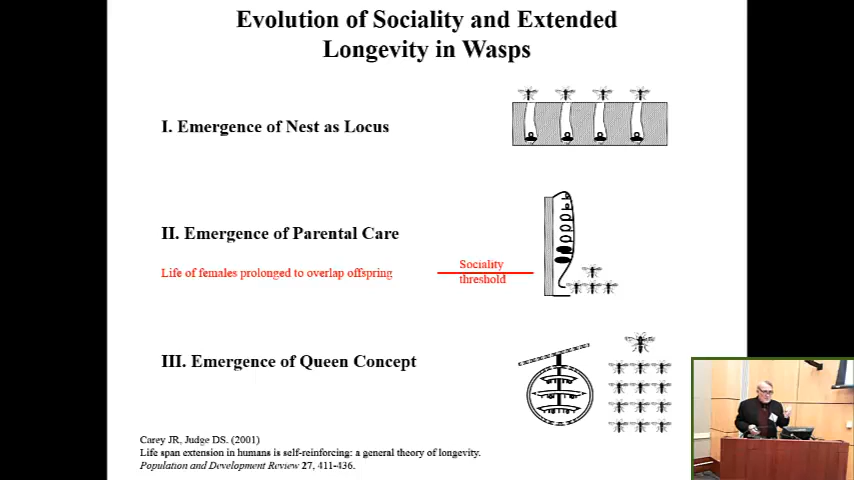 Evolution of Sociality and Extended
Longevity in Wasps
I. Emergence of Nest as Locus
II. Emergence of Parental Care
Life of females prolonged to overlap offspring
Sociality
threshold
III. Emergence of Queen Concept
Carey JR, Judge DS. (2001)
Life span extension in humans is self-reinforcing: a general theory of longevity.
Population and Development Review 27, 411-436.